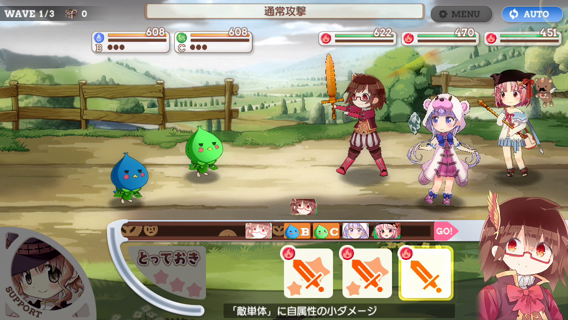 WAVE 1/3
0
通常攻撃
MENU
AUTO
B
608
C
608
622
470
451
B
C
GO!
とっておき
SUPPORT
「敵単体」に自属性の小ダメージ